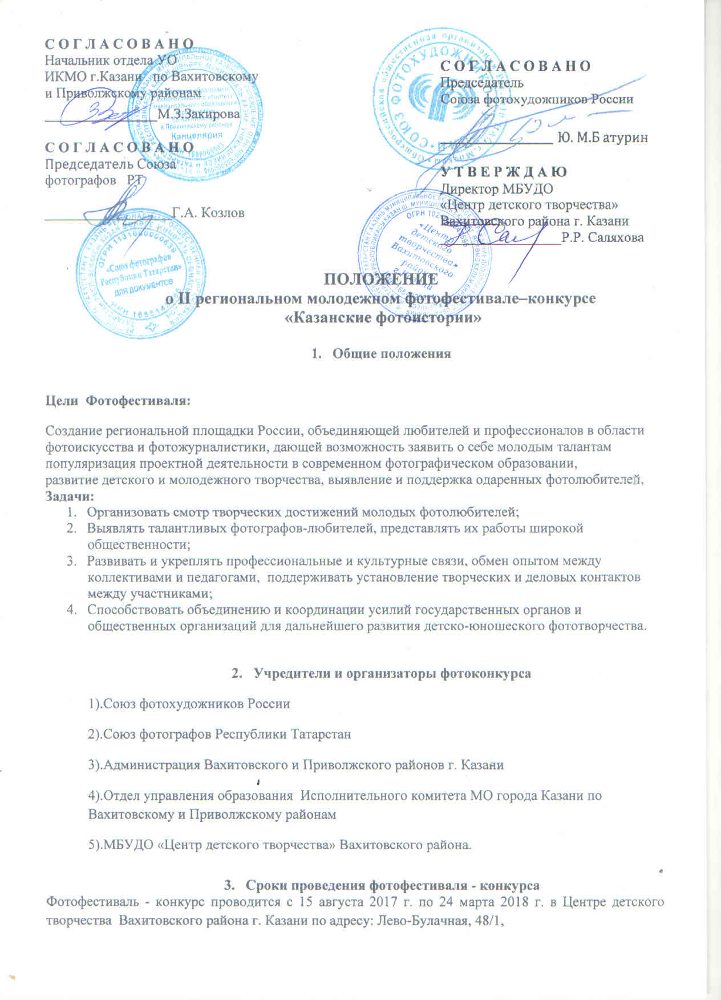 С О Г Л А С О В А Н О
Начальник отдела УО
ИКМО г.Казани по Вахитовскому
и Приволжскому районам
М.З.Закирова
С О Г Л А С О В А Н О
Председатель Союза
фотографов РТ
Г.А. Козлов
«Союз фотографов
Республики Татарстан»
ДЛЯ ДОКУМЕНТОВ
Канцелярия
С О Г Л А С О В А Н О
Председатель
Союза фотохудожников России
Ю. М.Б атурин
У Т В Е Р Ж Д А Ю
Директор МБУДО
«Центр детского творчества»
Вахитовского района г. Казани
Р.Р. Саляхова
«Центр
детского
творчества»
Вахитовского
района
г. Казани
ПОЛОЖЕНИЕ
о II региональном молодежном фотофестивале–конкурсе
«Казанские фотоистории»
1. Общие положения
Цели Фотофестиваля:
Создание региональной площадки России, объединяющей любителей и профессионалов в области
фотоискусства и фотожурналистики, дающей возможность заявить о себе молодым талантам
популяризация проектной деятельности в современном фотографическом образовании,
развитие детского и молодежного творчества, выявление и поддержка одаренных фотолюбителей,
Задачи:
1. Организовать смотр творческих достижений молодых фотолюбителей;
2. Выявлять талантливых фотографов-любителей, представлять их работы широкой
общественности;
3. Развивать и укреплять профессиональные и культурные связи, обмен опытом между
коллективами и педагогами, поддерживать установление творческих и деловых контактов
между участниками;
4. Способствовать объединению и координации усилий государственных органов и
общественных организаций для дальнейшего развития детско-юношеского фототворчества.
2. Учредители и организаторы фотоконкурса
1).Союз фотохудожников России
2).Союз фотографов Республики Татарстан
3).Администрация Вахитовского и Приволжского районов г. Казани
4).Отдел управления образования Исполнительного комитета МО города Казани по
Вахитовскому и Приволжскому районам
5).МБУДО «Центр детского творчества» Вахитовского района.
3. Сроки проведения фотофестиваля - конкурса
Фотофестиваль - конкурс проводится с 15 августа 2017 г. по 24 марта 2018 г. в Центре детского
творчества Вахитовского района г. Казани по адресу: Лево-Булачная, 48/1,